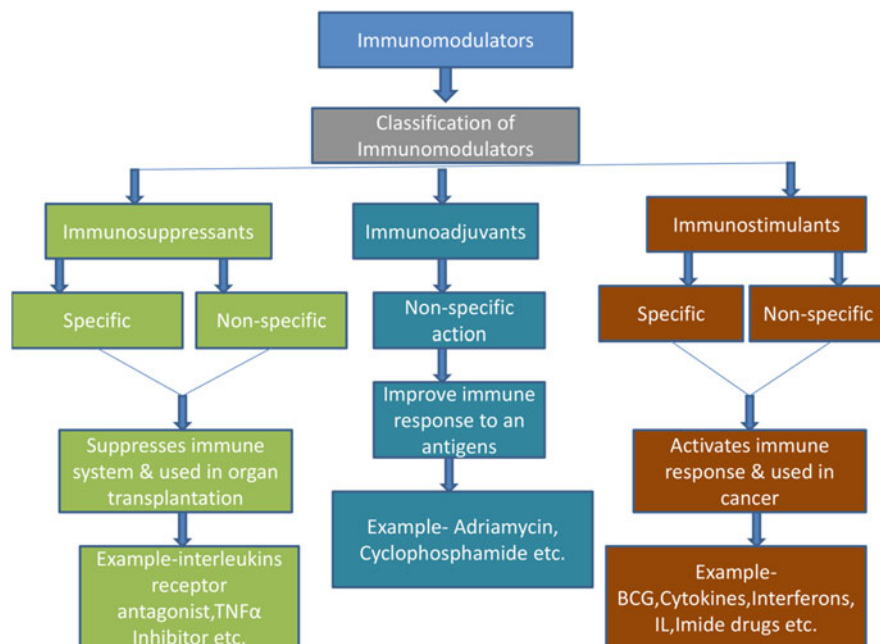 Immunomodulators
Classification of
Immunomodulators
Immunosuppressants
Immunoadjuvants
Immunostimulants
Specific
Non-specific
Non-specific
action
Specific
Non-specific
Suppresses immune
system & used in organ
transplantation
Improve immune
response to an
antigens
Activates immune
response & used in
cancer
Example-interleukins
receptor
antagonist,TNFα
Inhibitor etc.
Example- Adriamycin,
Cyclophosphamide etc.
Example-
BCG,Cytokines,Interferons,
IL,Imide drugs etc.